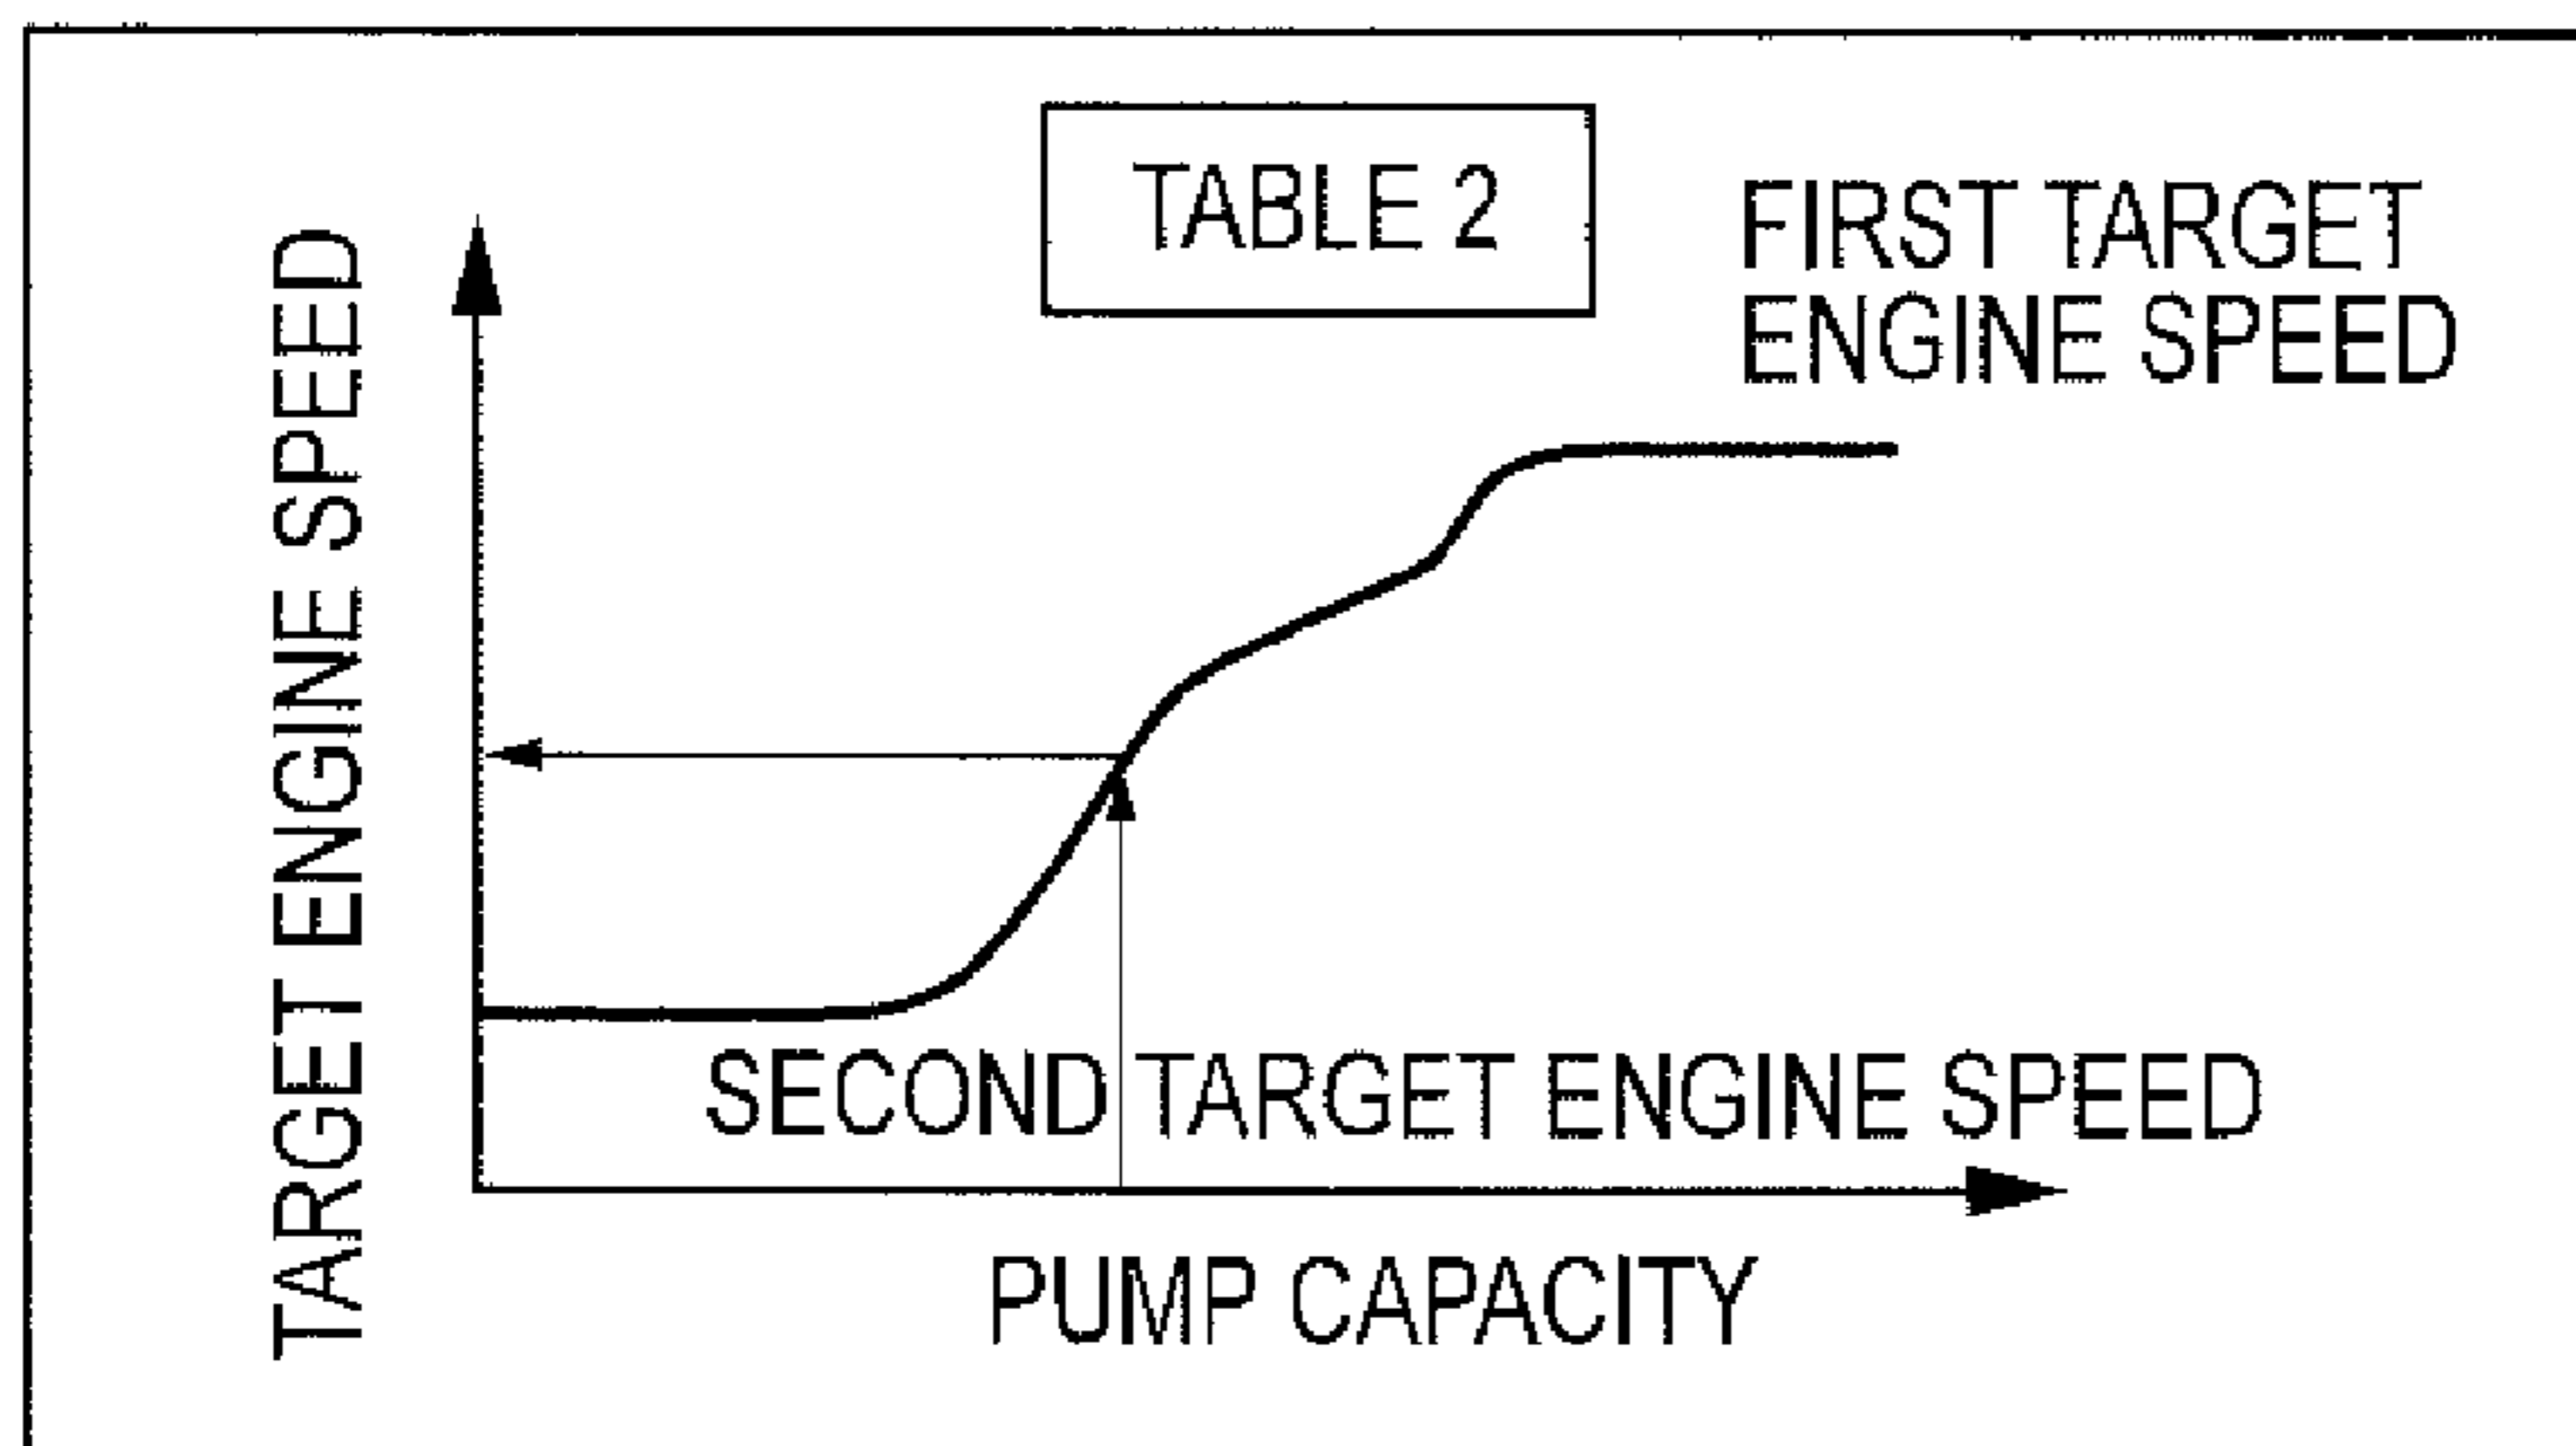 TABLE 2
FIRST TARGET
ENGINE SPEED
TARGET ENGINE SPEED
SECOND TARGET ENGINE SPEED
PUMP CAPACITY